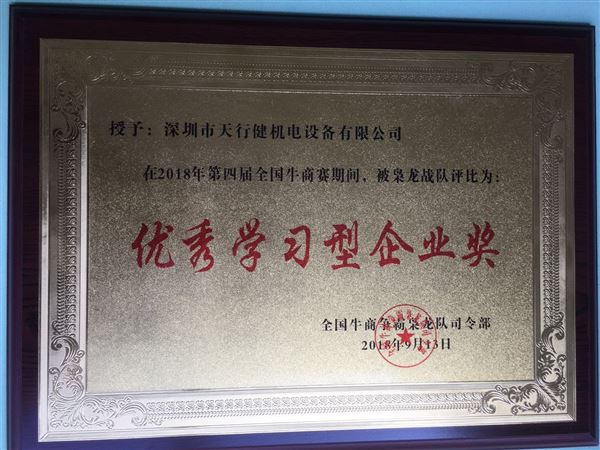 授予：深圳市天行健机电设备有限公司
在2018年第四届全国牛商赛期间，被枭龙战队评比为：
优秀学习型企业奖
全国牛商争霸枭龙队司令部
2018年9月13日